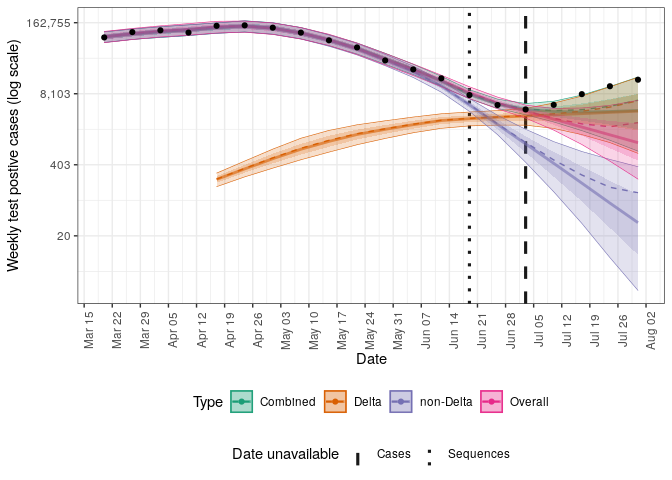 Weekly test postive cases (log scale)
162,755
8,103
403
20
Mar 15
Mar 22
Mar 29
Apr 05
Apr 12
Apr 19
Apr 26
May 03
May 10
May 17
May 24
May 31
Jun 07
Jun 14
Jun 21
Jun 28
Jul 05
Jul 12
Jul 19
Jul 26
Aug 02
Date
Type Combined Delta non-Delta Overall
Date unavailable Cases Sequences